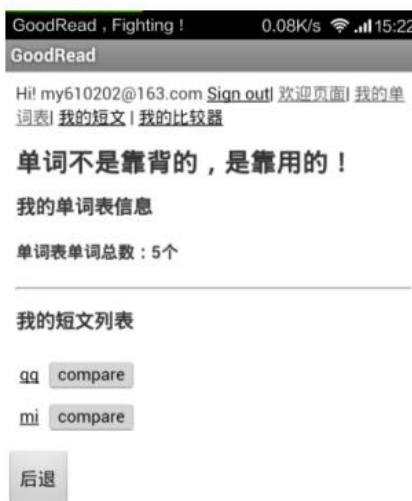 GoodRead , Fighting ! 0.08K/s 15:22
GoodRead
Hi! my610202@163.com Sign out| 欢迎页面| 我的单
词表| 我的短文 | 我的比较器
单词不是靠背的，是靠用的！
我的单词表信息
单词表单词总数：5个
我的短文列表
qq compare
mi compare
后退